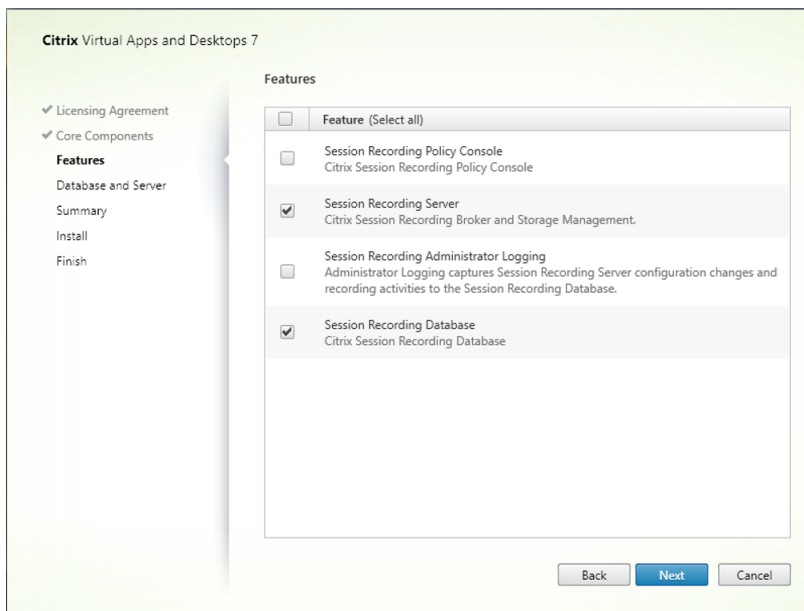 Citrix Virtual Apps and Desktops 7
Features
Licensing Agreement
Core Components
Features
Database and Server
Summary
Install
Finish
Feature (Select all)
Session Recording Policy Console
Citrix Session Recording Policy Console
Session Recording Server
Citrix Session Recording Broker and Storage Management.
Session Recording Administrator Logging
Administrator Logging captures Session Recording Server configuration changes and
recording activities to the Session Recording Database.
Session Recording Database
Citrix Session Recording Database
Back
Next
Cancel